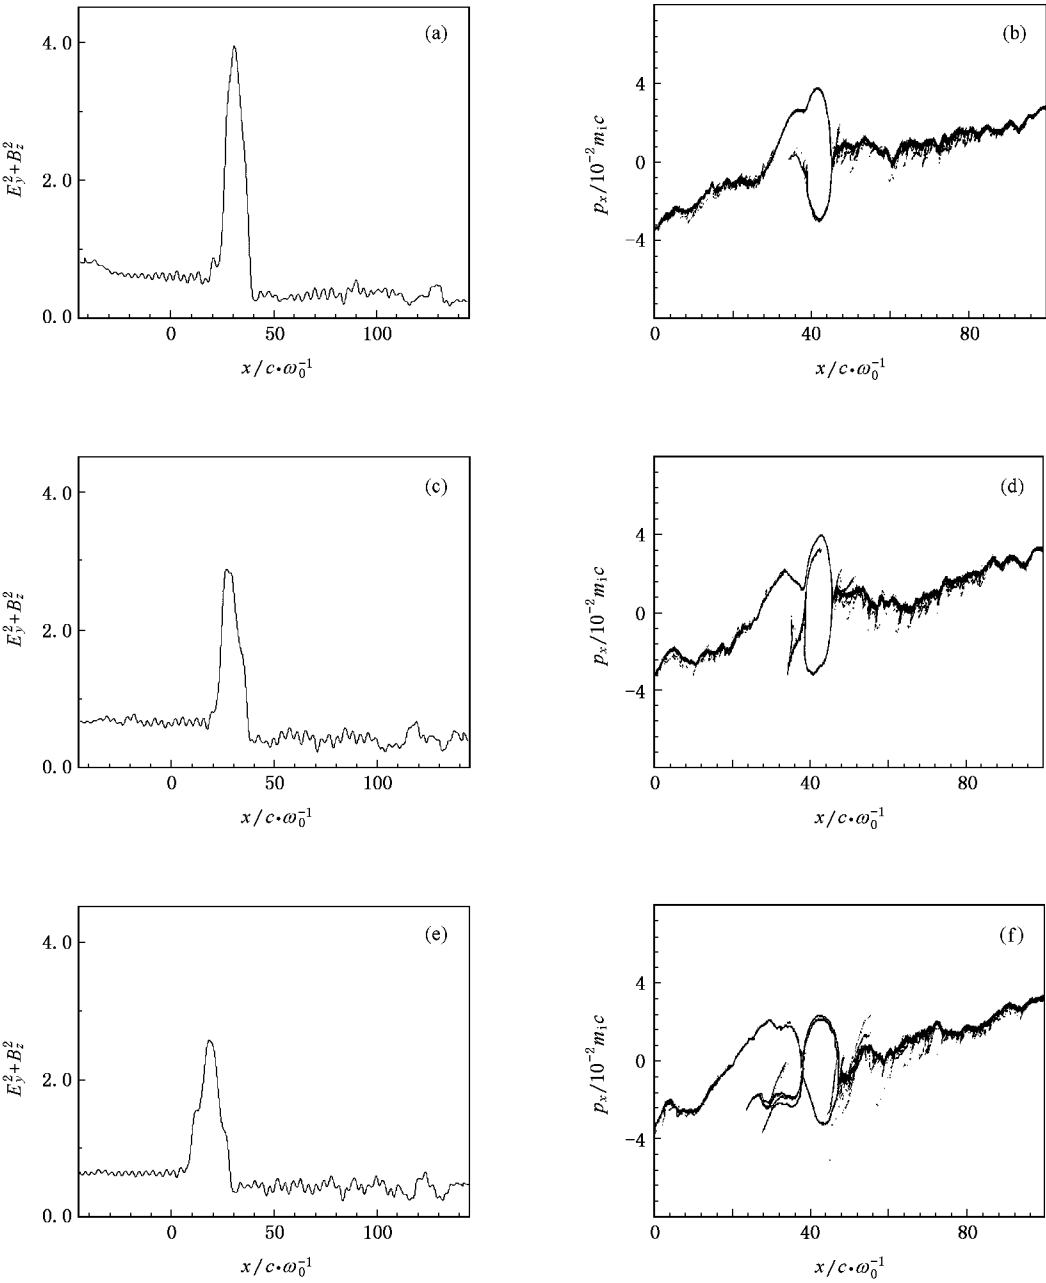 (a)
4.0
2.0
0.0
E_y^2+B_z^2
0 50 100
x/c·ω_0^{-1}
(b)
4
0
−4
p_x/10^{-2}m_ic
0 40 80
x/c·ω_0^{-1}
(c)
4.0
2.0
0.0
E_y^2+B_z^2
0 50 100
x/c·ω_0^{-1}
(d)
4
0
−4
p_x/10^{-2}m_ic
0 40 80
x/c·ω_0^{-1}
(e)
4.0
2.0
0.0
E_y^2+B_z^2
0 50 100
x/c·ω_0^{-1}
(f)
4
0
−4
p_x/10^{-2}m_ic
0 40 80
x/c·ω_0^{-1}